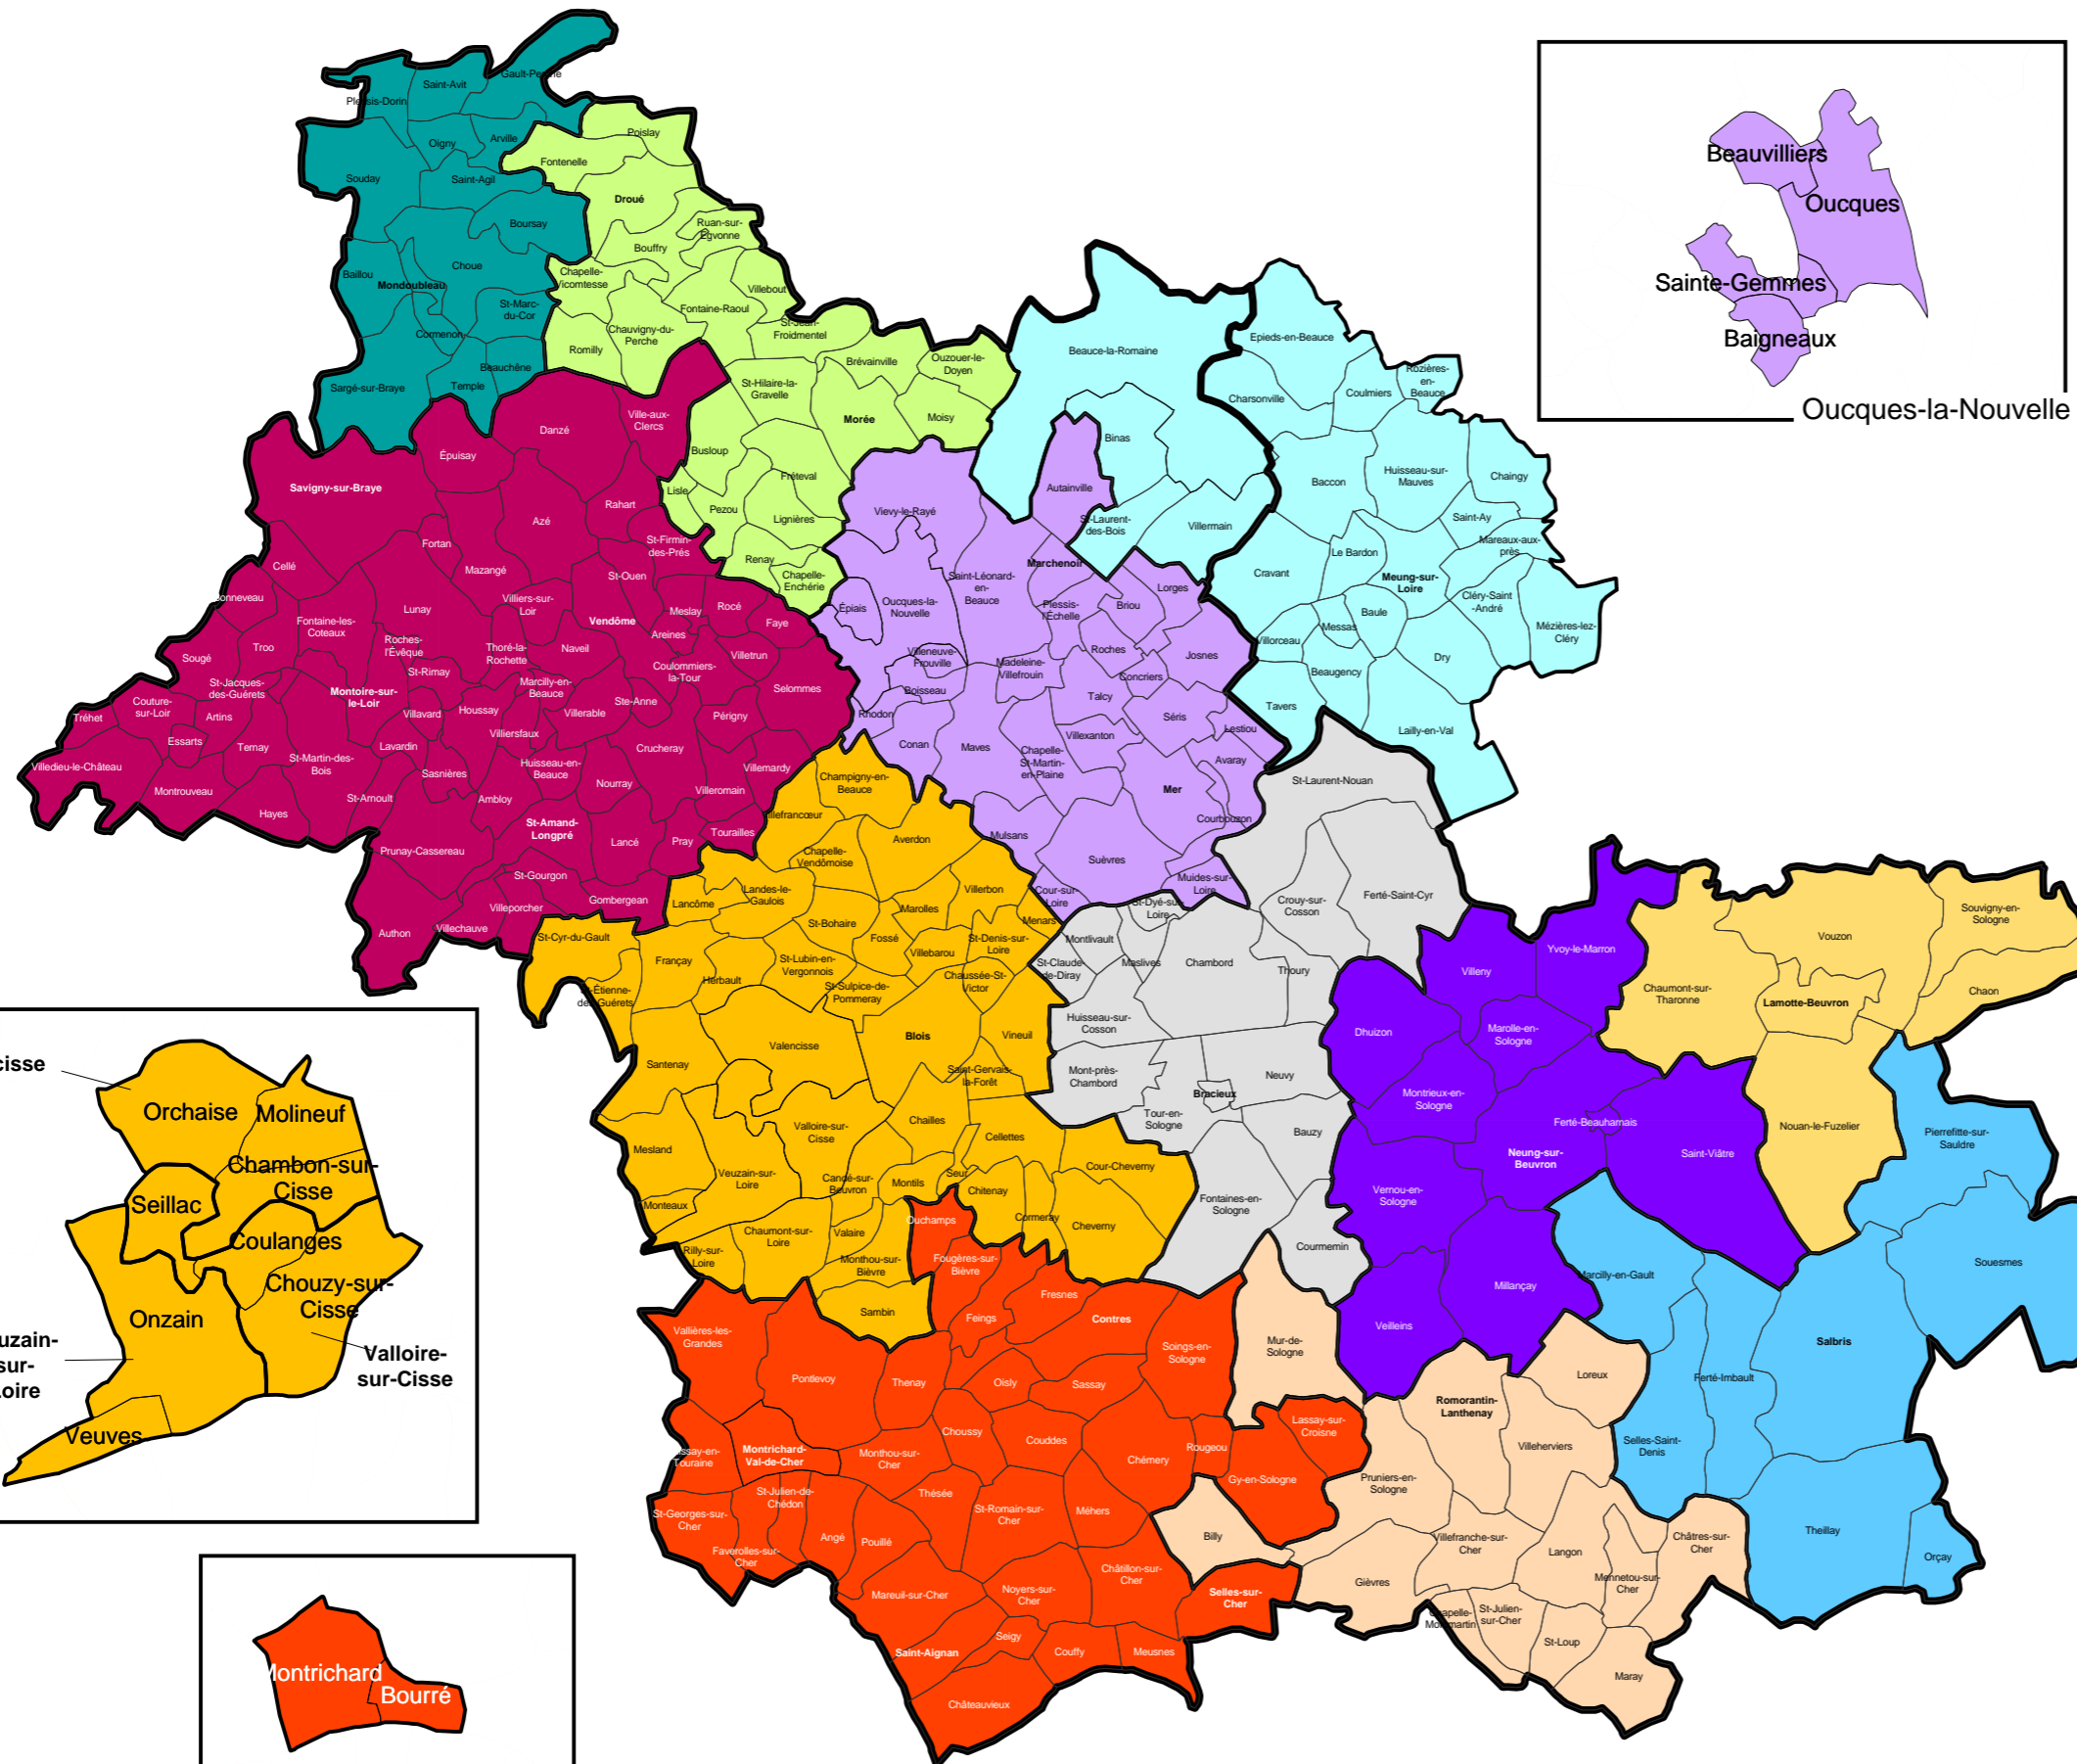 Gault-Perche
Saint-Avit
Plessis-Dorin
Oigny
Arville
Souday
Saint-Agil
Boursay
Choue
Baillou
Mondoubleau
St-Marc-
du-Cor
Cormenon
Beauchêne
Temple
Sargé-sur-Braye
Poislay
Fontenelle
Droué
Ruan-sur-
Egvonne
Bouffry
Chapelle-
Vicomtesse
Villebout
Fontaine-Raoul
Chauvigny-du-
Perche
Romilly
St-Jean-
Froidmentel
Brévainville
Ouzouer-le-
Doyen
St-Hilaire-la-
Gravelle
Morée
Moisy
Busloup
Fréteval
Lisle
Pezou
Lignières
Renay
Chapelle-
Enchérie
Beauce-la-Romaine
Binas
St-Laurent-
des-Bois
Villermain
Epieds-en-Beauce
Charsonville
Coulmiers
Rozières-
en-
Beauce
Baccon
Huisseau-sur-
Mauves
Chaingy
Saint-Ay
Mareaux-aux-
près
Le Bardon
Cravant
Meung-sur-
Loire
Cléry-Saint
-André
Baule
Messas
Mézières-lez-
Cléry
Villorceau
Dry
Beaugency
Tavers
Lailly-en-Val
Beauvilliers
Oucques
Sainte-Gemmes
Baigneaux
Oucques-la-Nouvelle
Ville-aux-
Clercs
Danzé
Épuisay
Savigny-sur-Braye
Rahart
Azé
Fortan
St-Firmin-
des-Prés
Cellé
Mazangé
St-Ouen
Bonneveau
Villiers-sur-
Loir
Lunay
Meslay
Rocé
Vendôme
Faye
Fontaine-les-
Coteaux
Areines
Troo
Roches-
l'Évêque
Thoré-la-
Rochette
Naveil
Villetrun
Sougé
St-Rimay
Coulommiers-
la-Tour
Selommes
St-Jacques-
des-Guérets
Montoire-sur-
le-Loir
Marcilly-en-
Beauce
Couture-
sur-Loir
Ste-Anne
Tréhet
Artins
Villavard
Houssay
Villerable
Périgny
Essarts
Ternay
Lavardin
Villiersfaux
Crucheray
Villedieu-le-Château
St-Martin-des-
Bois
Sasnières
Huisseau-en-
Beauce
Nourray
Villemardy
Montrouveau
Villeromain
Hayes
St-Arnoult
Ambloy
St-Amand-
Longpré
Lancé
Pray
Tourailles
Prunay-Cassereau
St-Gourgon
Villeporcher
Gombergean
Authon
Villechauve
Autainville
Vievy-le-Rayé
Marchenoir
Saint-Léonard-
en-
Beauce
Lorges
Épiais
Oucques-la-
Nouvelle
Plessis-
l'Échelle
Briou
Villeneuve-
Frouville
Madeleine-
Villefrouin
Roches
Josnes
Concriers
Boisseau
Talcy
Rhodon
Séris
Lestiou
Conan
Maves
Villexanton
Chapelle-
St-Martin-
en-Plaine
Avaray
Mer
Courbouzon
Mulsans
Suèvres
Muides-sur-
Loire
Cour-sur-
Loire
Champigny-en-
Beauce
Villefrancœur
Averdon
Chapelle-
Vendômoise
Landes-le-
Gaulois
Villerbon
Lancôme
Marolles
St-Bohaire
Menars
St-Cyr-du-Gault
Fossé
St-Denis-sur-
Loire
Villebarou
Françay
St-Lubin-en-
Vergonnois
Herbault
Chaussée-St-
Victor
St-Étienne-
des-Guérets
St-Sulpice-de-
Pommeray
Blois
Vineuil
Valencisse
Santenay
Saint-Gervais-
la-Forêt
Chailles
Valloire-sur-
Cisse
Cellettes
Mesland
Cour-Cheverny
Veuzain-sur-
Loire
Candé-sur-
Beuvron
Montils
Seur
Chitenay
Monteaux
Cormeray
Cheverny
Chaumont-sur-
Loire
Valaire
Rilly-sur-
Loire
Monthou-sur-
Bièvre
Sambin
St-Laurent-Nouan
Ferté-Saint-Cyr
Crouy-sur-
Cosson
St-Dyé-sur-
Loire
Montlivault
St-Claude-
de-Diray
Maslives
Chambord
Thoury
Huisseau-sur-
Cosson
Mont-près-
Chambord
Neuvy
Bracieux
Tour-en-
Sologne
Bauzy
Fontaines-en-
Sologne
Courmemin
Yvoy-le-Marron
Villeny
Dhuizon
Marolle-en-
Sologne
Montrieux-en-
Sologne
Ferté-Beauharnais
Neung-sur-
Beuvron
Saint-Viâtre
Vernou-en-
Sologne
Millançay
Veilleins
Souvigny-en-
Sologne
Vouzon
Chaumont-sur-
Tharonne
Lamotte-Beuvron
Chaon
Nouan-le-Fuzelier
Pierrefitte-sur-
Sauldre
Souesmes
Marcilly-en-Gault
Salbris
Ferté-Imbault
Selles-Saint-
Denis
Theillay
Orçay
Mur-de-
Sologne
Loreux
Romorantin-
Lanthenay
Villeherviers
Pruniers-en-
Sologne
Billy
Villefranche-sur-
Cher
Langon
Châtres-sur-
Cher
Gièvres
Mennetou-sur-
Cher
Chapelle-
Montmartin
St-Julien-
sur-Cher
St-Loup
Maray
Ouchamps
Fougères-sur-
Bièvre
Fresnes
Feings
Contres
Vallières-les-
Grandes
Soings-en-
Sologne
Pontlevoy
Thenay
Oisly
Sassay
Lassay-sur-
Croisne
Choussy
Couddes
Rougeou
Montrichard-
Val-de-Cher
Monthou-sur-
Cher
Chémery
Gy-en-Sologne
issay-en-
Touraine
St-Julien-de-
Chédon
Thésée
St-Georges-sur-
Cher
St-Romain-sur-
Cher
Méhers
Angé
Pouillé
Faverolles-sur-
Cher
Châtillon-sur-
Cher
Mareuil-sur-Cher
Noyers-sur-
Cher
Selles-sur-
Cher
Seigy
Saint-Aignan
Couffy
Meusnes
Châteauvieux
cisse
Orchaise
Molineuf
Chambon-sur-
Cisse
Seillac
Coulanges
Chouzy-sur-
Cisse
Onzain
uzain-
sur-
oire
Valloire-
sur-Cisse
Veuves
Montrichard
Bourré